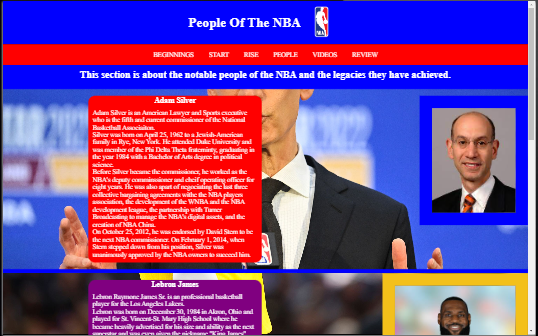 People Of The NBA
BEGINNINGS START RISE PEOPLE VIDEOS REVIEW
This section is about the notable people of the NBA and the legacies they have achieved.
Adam Silver
Adam Silver is an American Lawyer and Sports executive
who is the fifth and current commissioner of the National
Basketball Association.
Silver was born on April 25, 1962 to a Jewish-American
family in Rye, New York. He attended Duke University and
was member of the Phi Delta Theta fraternity, graduating in
the year 1984 with a Bachelor of Arts degree in political
science.
Before Silver became the commissioner, he worked as the
NBA's deputy commissioner and chief operating officer for
eight years. He was also apart of negotiating the last three
collective bargaining agreements withe the NBA players
association, the development of the WNBA and the NBA
development league, the partnership with Turner
Broadcasting to manage the NBA's digital assets, and the
creation of NBA China.
On October 25, 2012, he was endorsed by David Stern to be
the next NBA commissioner. On February 1, 2014, when
Stern stepped down from his position, Silver was
unanimously approved by the NBA owners to succeed him.
Lebron James
Lebron Raymone James Sr. is an professional basketball
player for the Los Angeles Lakers.
Lebron was born on December 30, 1984 in Akron, Ohio and
played for St. Vincent-St. Mary High School where he
became heavily advertised for his size and ability as the next